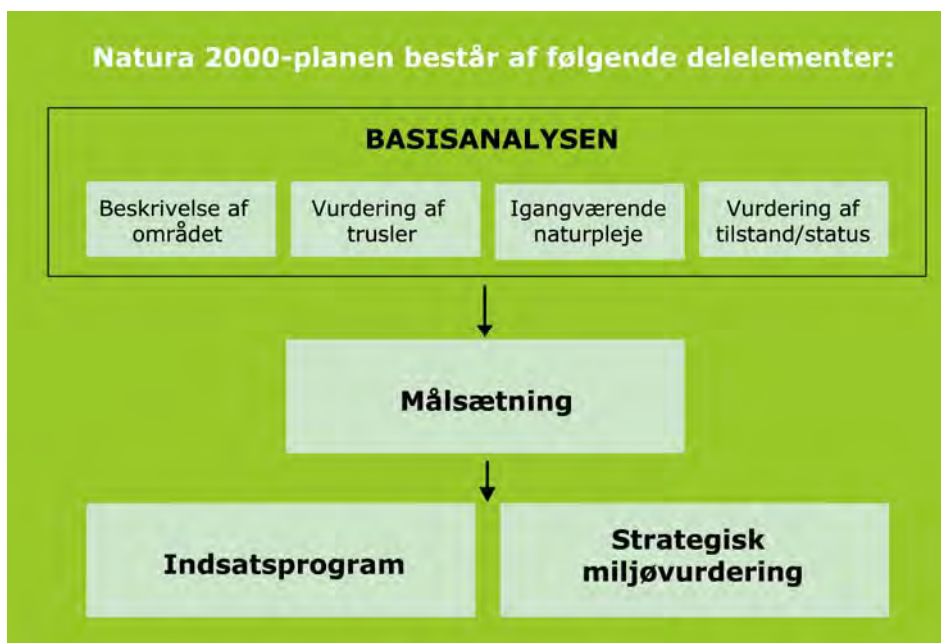 Natura 2000-planen består af følgende delelementer:
BASISANALYSEN
Beskrivelse af
området
Vurdering af
trusler
Igangværende
naturpleje
Vurdering af
tilstand/status
Målsætning
Indsatsprogram
Strategisk
miljøvurdering